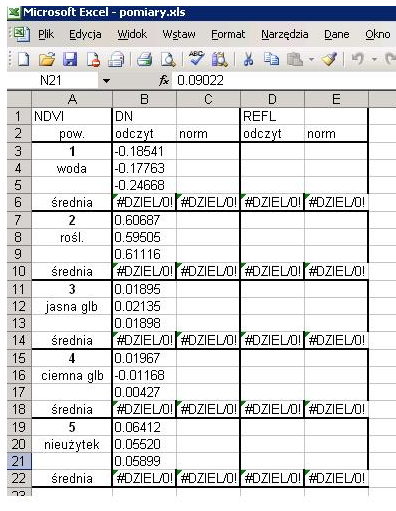 Microsoft Excel - pomiary.xls
Plik Edycja Widok Wstaw Format Narzędzia Dane Okno
N21 fx 0.09022
A B C D E
1 NDVI DN REFL
2 pow. odczyt norm odczyt norm
3 1 -0.18541
4 woda -0.17763
5 -0.24668
6 średnia #DZIEL/0! #DZIEL/0! #DZIEL/0! #DZIEL/0!
7 2 0.60687
8 rośl. 0.59505
9 0.61116
10 średnia #DZIEL/0! #DZIEL/0! #DZIEL/0! #DZIEL/0!
11 3 0.01895
12 jasna glb 0.02135
13 0.01898
14 średnia #DZIEL/0! #DZIEL/0! #DZIEL/0! #DZIEL/0!
15 4 0.01967
16 ciemna glb -0.01168
17 0.00427
18 średnia #DZIEL/0! #DZIEL/0! #DZIEL/0! #DZIEL/0!
19 5 0.06412
20 nieużytek 0.05520
21 0.05899
22 średnia #DZIEL/0! #DZIEL/0! #DZIEL/0! #DZIEL/0!